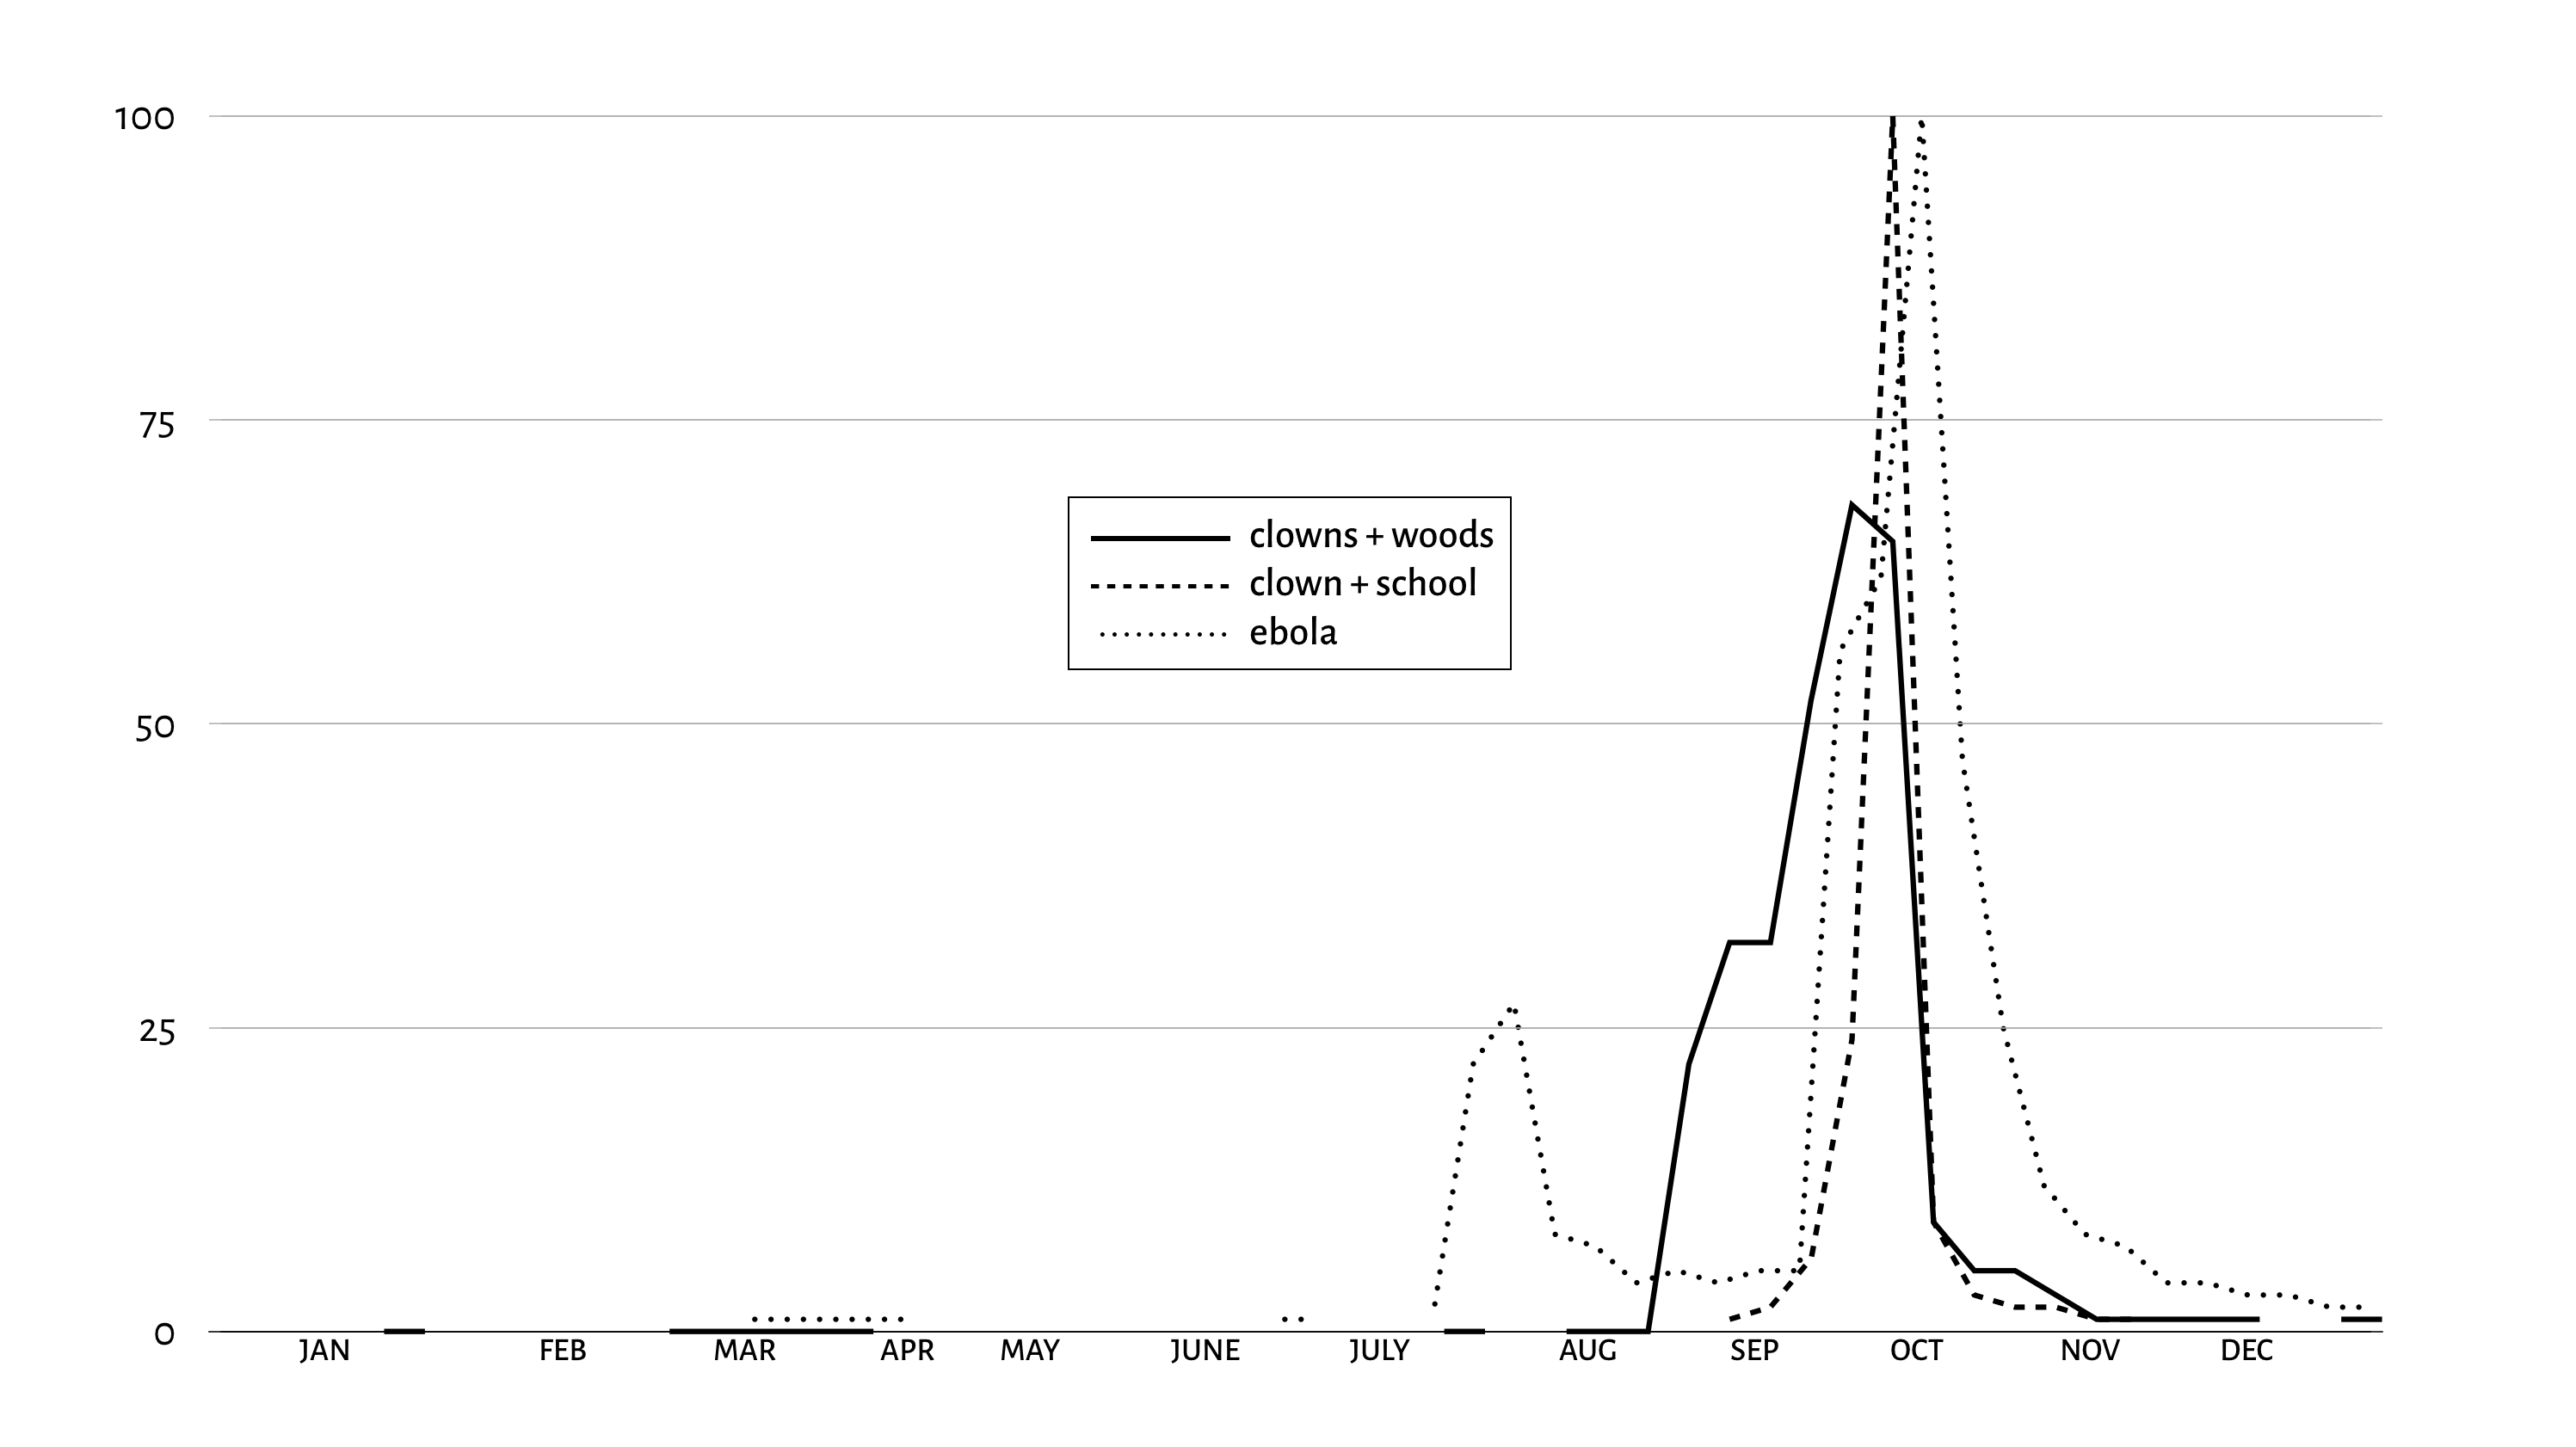 100
75
clowns + woods
clown + school
ebola
50
25
0
JAN FEB MAR APR MAY JUNE JULY AUG SEP OCT NOV DEC